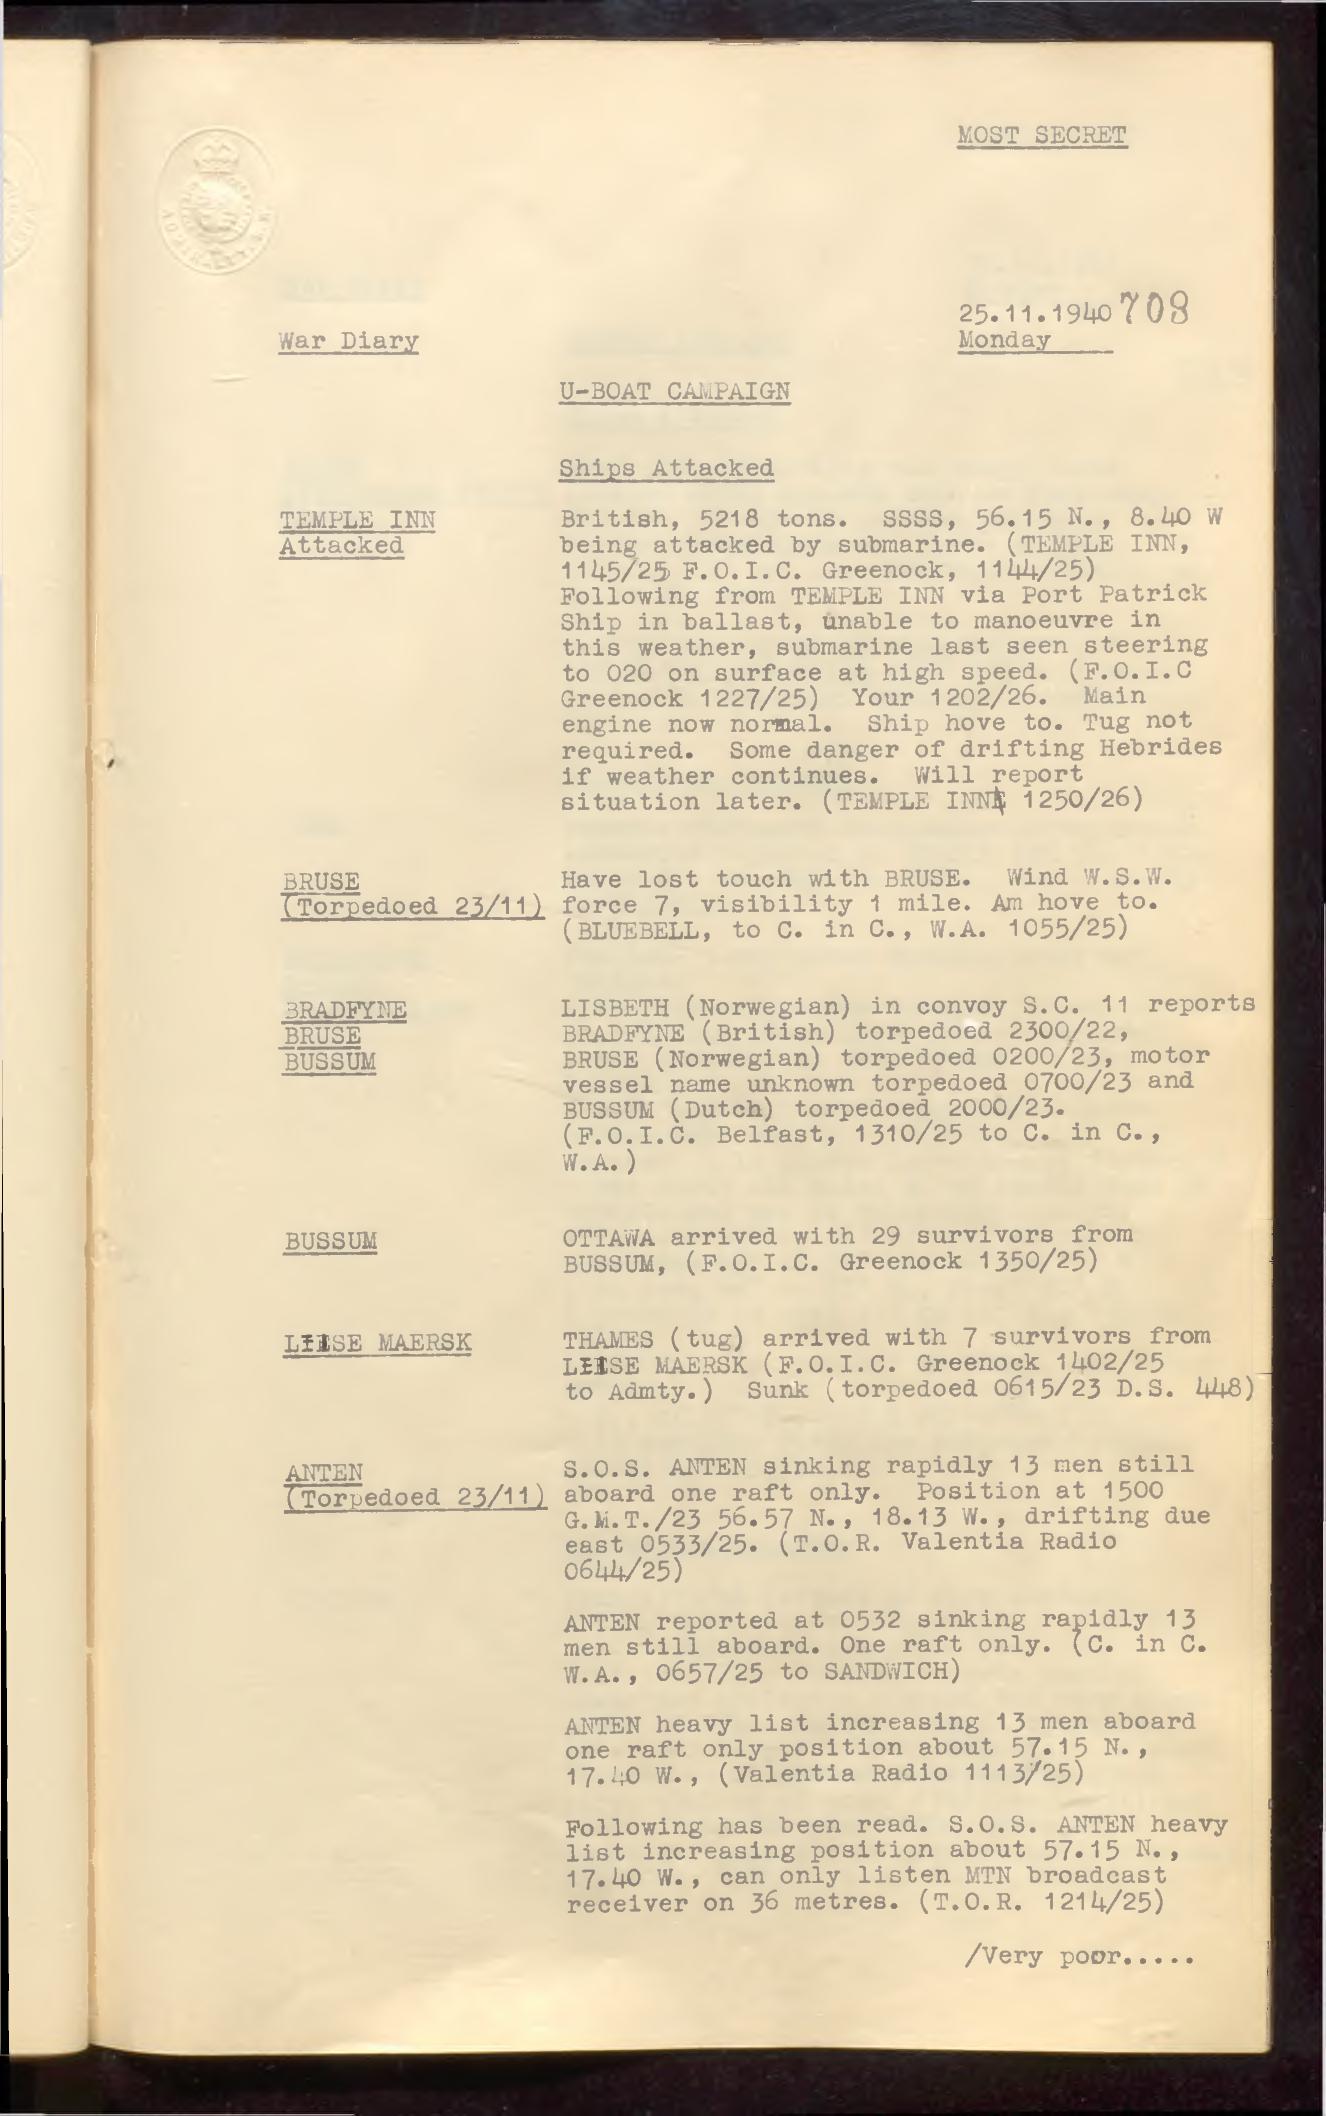 MOST SECRET
25.11.1940 708
War Diary
Monday
U-BOAT CAMPAIGN
Ships Attacked
TEMPLE INN
Attacked
British, 5218 tons. SSSS, 56.15 N., 8.40 W
being attacked by submarine. (TEMPLE INN,
1145/25) F.O.I.C. Greenock, 1144/25)
Following from TEMPLE INN via Port Patrick
Ship in ballast, unable to manoeuvre in
this weather, submarine last seen steering
to 020 on surface at high speed. (F.O.I.C
Greenock 1227/25) Your 1202/26. Main
engine now normal. Ship hove to. Tug not
required. Some danger of drifting Hebrides
if weather continues. Will report
situation later. (TEMPLE INN 1250/26)
BRUSE
(Torpedoed 23/11)
Have lost touch with BRUSE. Wind W.S.W.
force 7, visibility 1 mile. Am hove to.
(BLUEBELL, to C. in C., W.A. 1055/25)
BRADFYNE
BRUSE
BUSSUM
LISBETH (Norwegian) in convoy S.C. 11 reports
BRADFYNE (British) torpedoed 2300/22,
BRUSE (Norwegian) torpedoed 0200/23, motor
vessel name unknown torpedoed 0700/23 and
BUSSUM (Dutch) torpedoed 2000/23.
(F.O.I.C. Belfast, 1310/25 to C. in C.,
W.A.)
BUSSUM
OTTAWA arrived with 29 survivors from
BUSSUM, (F.O.I.C. Greenock 1350/25)
MAERSK
THAMES (tug) arrived with 7 survivors from
MAERSK (F.O.I.C. Greenock 1402/25
to Admty.) Sunk (torpedoed 0615/23 D.S. 448)
ANTEN
(Torpedoed 23/11)
S.O.S. ANTEN sinking rapidly 13 men still
aboard one raft only. Position at 1500
G.M.T./23 56.57 N., 18.13 W., drifting due
east 0533/25. (T.O.R. Valentia Radio
0644/25)
ANTEN reported at 0532 sinking rapidly 13
men still aboard. One raft only. (C. in C.
W.A., 0657/25 to SANDWICH)
ANTEN heavy list increasing 13 men aboard
one raft only position about 57.15 N.,
17.40 W., (Valentia Radio 1113/25)
Following has been read. S.O.S. ANTEN heavy
list increasing position about 57.15 N.,
17.40 W., can only listen MTN broadcast
receiver on 36 metres. (T.O.R. 1214/25)
/Very poor.....